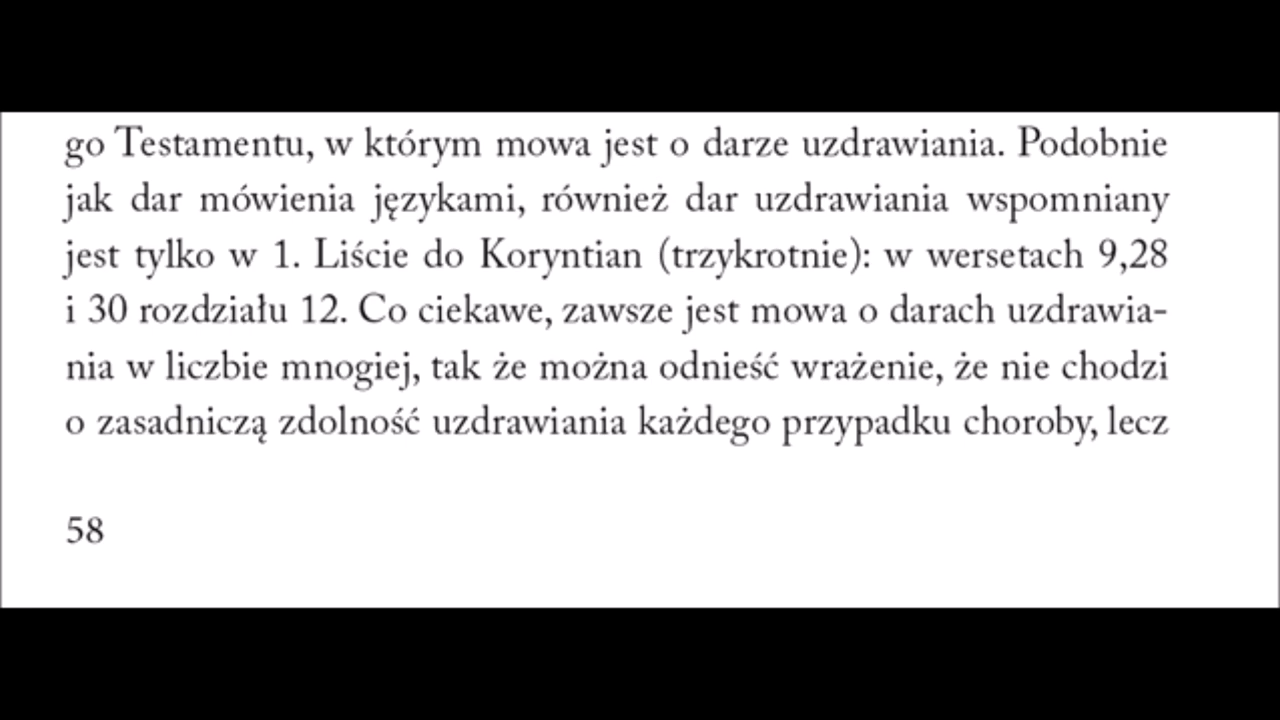 go Testamentu, w którym mowa jest o darze uzdrawiania. Podobnie
jak dar mówienia językami, również dar uzdrawiania wspomniany
jest tylko w 1. Liście do Koryntian (trzykrotnie): w wersetach 9,28
i 30 rozdziału 12. Co ciekawe, zawsze jest mowa o darach uzdrawia-
nia w liczbie mnogiej, tak że można odnieść wrażenie, że nie chodzi
o zasadniczą zdolność uzdrawiania każdego przypadku choroby, lecz
58